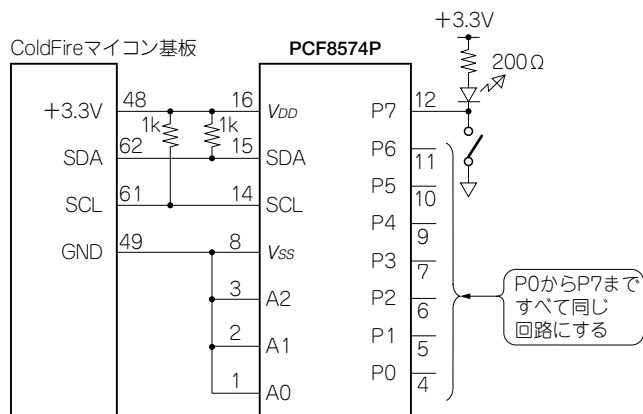 ColdFireマイコン基板
PCF8574P
+3.3V
200Ω
+3.3V
48
1k
1k
16
VDD
P7
12
SDA
62
15
SDA
P6
11
SCL
61
14
SCL
P5
10
GND
49
8
VSS
P4
9
3
A2
P3
7
2
A1
P2
6
1
A0
P1
5
P0
4
P0からP7まで
すべて同じ
回路にする